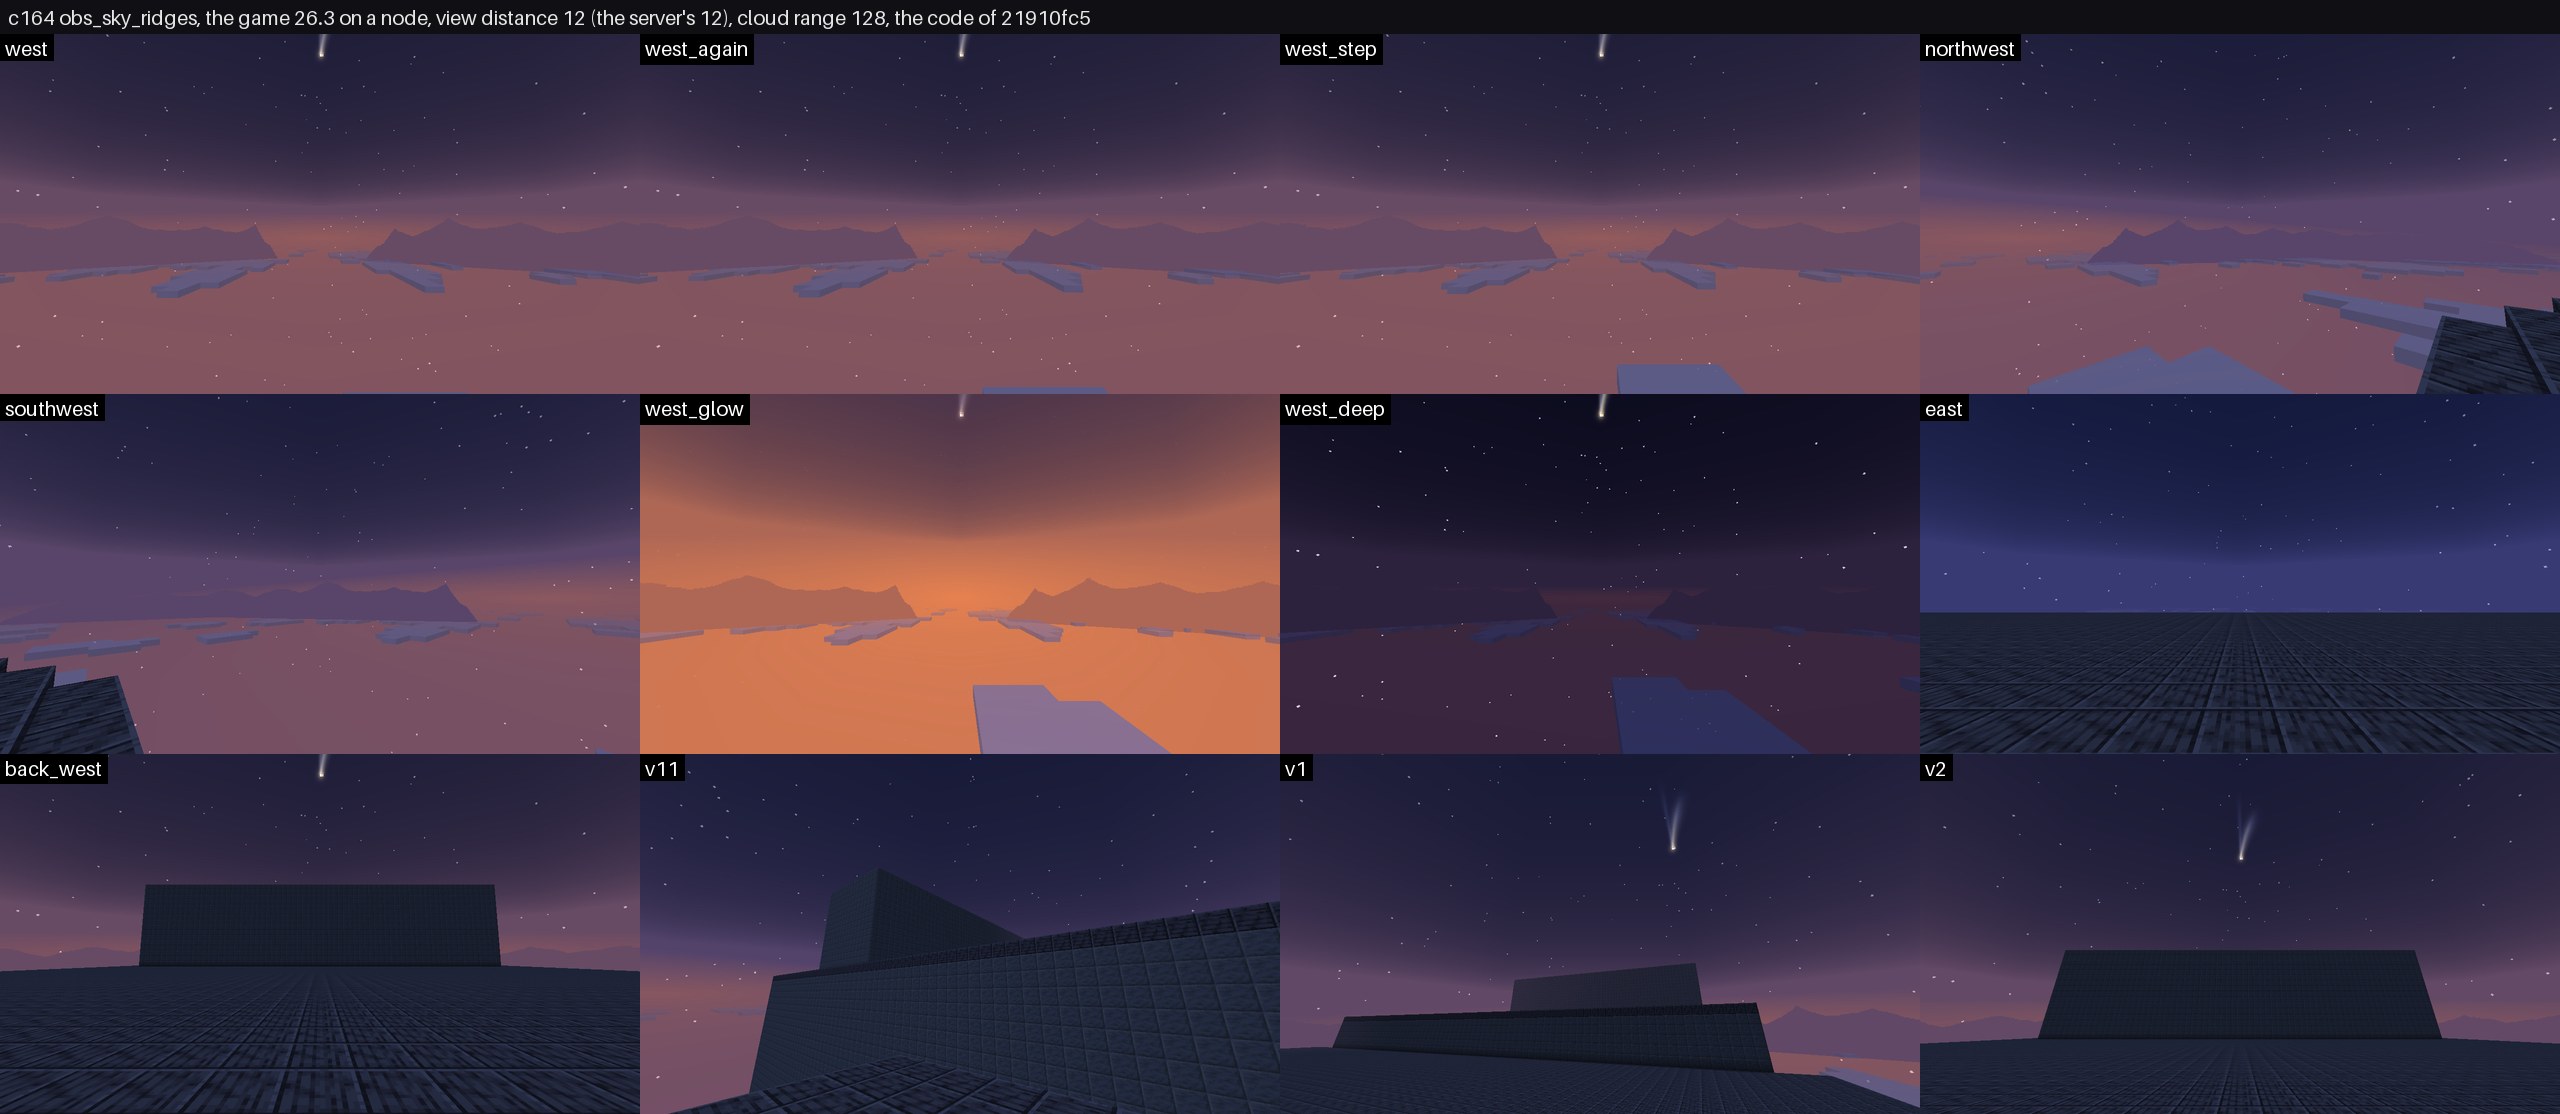 c164 obs_sky_ridges, the game 26.3 on a node, view distance 12 (the server's 12), cloud range 128, the code of 21910fc5
west
west_again
west_step
northwest
southwest
west_glow
west_deep
east
back_west
v11
v1
v2